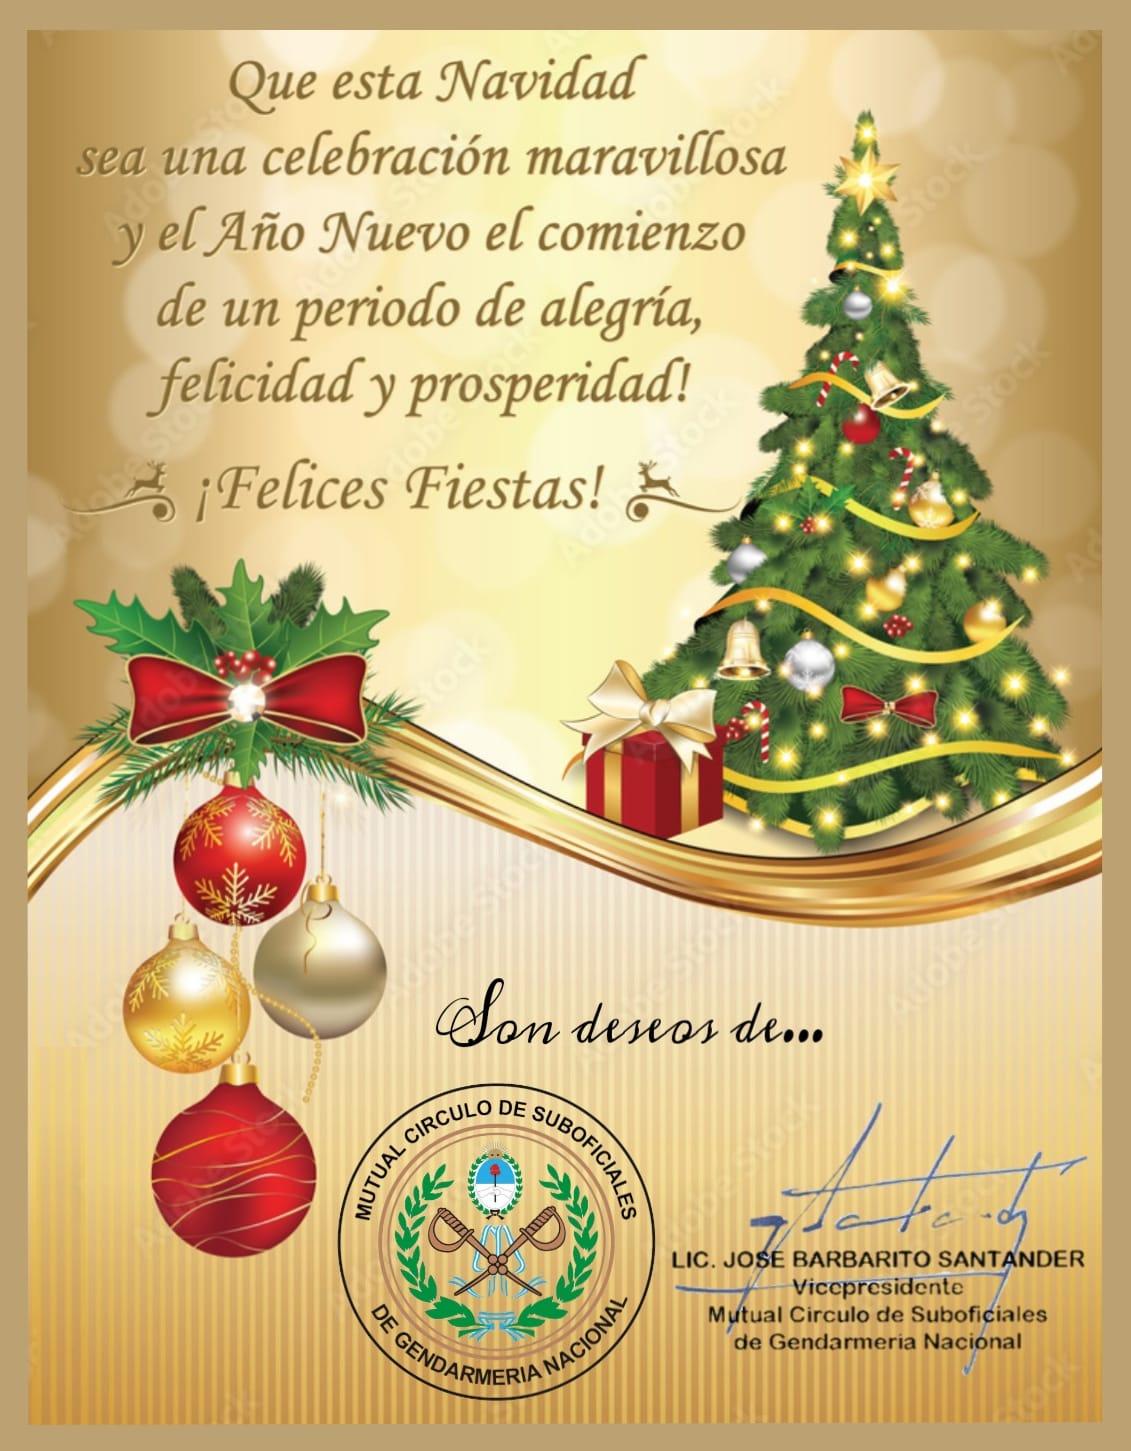 Que esta Navidad
sea una celebración maravillosa
y el Año Nuevo el comienzo
de un periodo de alegría,
felicidad y prosperidad!
¡Felices Fiestas!
Son deseos de...
MUTUAL CIRCULO DE SUBOFICIALES
DE GENDARMERIA NACIONAL
LIC. JOSE BARBARITO SANTANDER
Vicepresidente
Mutual Circulo de Suboficiales
de Gendarmeria Nacional
Adobe Stock